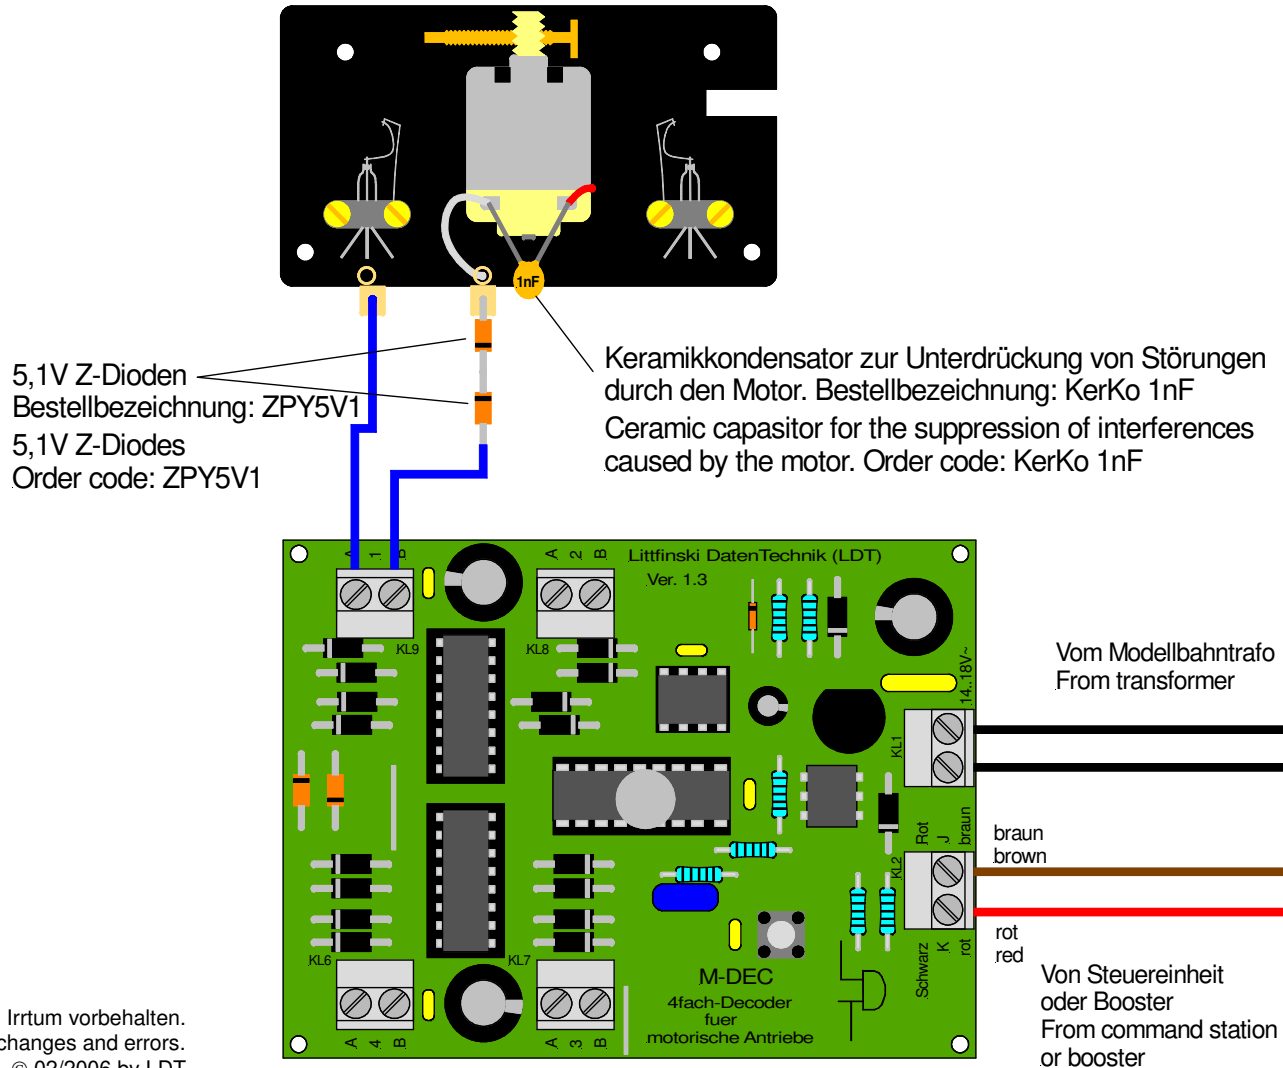 1nF
5,1V Z-Dioden
Bestellbezeichnung: ZPY5V1
5,1V Z-Diodes
Order code: ZPY5V1
Keramikkondensator zur Unterdrückung von Störungen
durch den Motor. Bestellbezeichnung: KerKo 1nF
Ceramic capasitor for the suppression of interferences
caused by the motor. Order code: KerKo 1nF
A 1 B
A 2 B
Littfinski DatenTechnik (LDT)
Ver. 1.3
KL9
KL8
14..18V~
KL1
Vom Modellbahntrafo
From transformer
Rot J braun
KL2
braun
brown
Schwarz K rot
rot
red
KL6
KL7
M-DEC
4fach-Decoder
fuer
motorische Antriebe
A 4 B
A 3 B
Von Steuereinheit
oder Booster
From command station
or booster
Irrtum vorbehalten.
changes and errors.
© 02/2006 by LDT